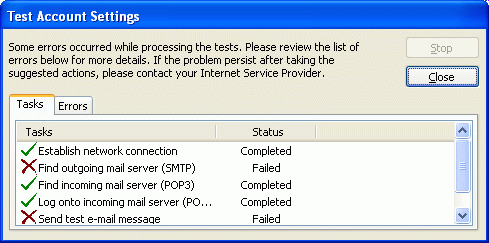 Test Account Settings
Some errors occurred while processing the tests. Please review the list of
errors below for more details. If the problem persist after taking the
suggested actions, please contact your Internet Service Provider.
Stop
Close
Tasks Errors
Tasks Status
Establish network connection Completed
Find outgoing mail server (SMTP) Failed
Find incoming mail server (POP3) Completed
Log onto incoming mail server (PO... Completed
Send test e-mail message Failed